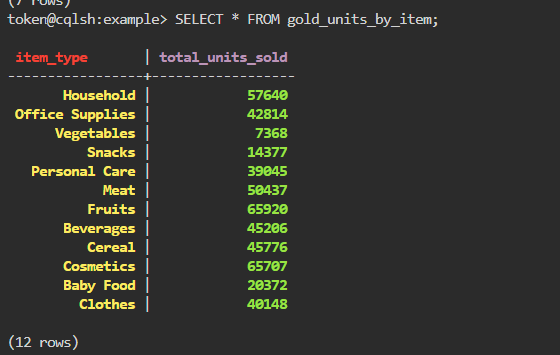 (7 rows)
token@cqlsh:example> SELECT * FROM gold_units_by_item;
item_type | total_units_sold
-----------------+------------------
Household | 57640
Office Supplies | 42814
Vegetables | 7368
Snacks | 14377
Personal Care | 39045
Meat | 50437
Fruits | 65920
Beverages | 45206
Cereal | 45776
Cosmetics | 65707
Baby Food | 20372
Clothes | 40148
(12 rows)